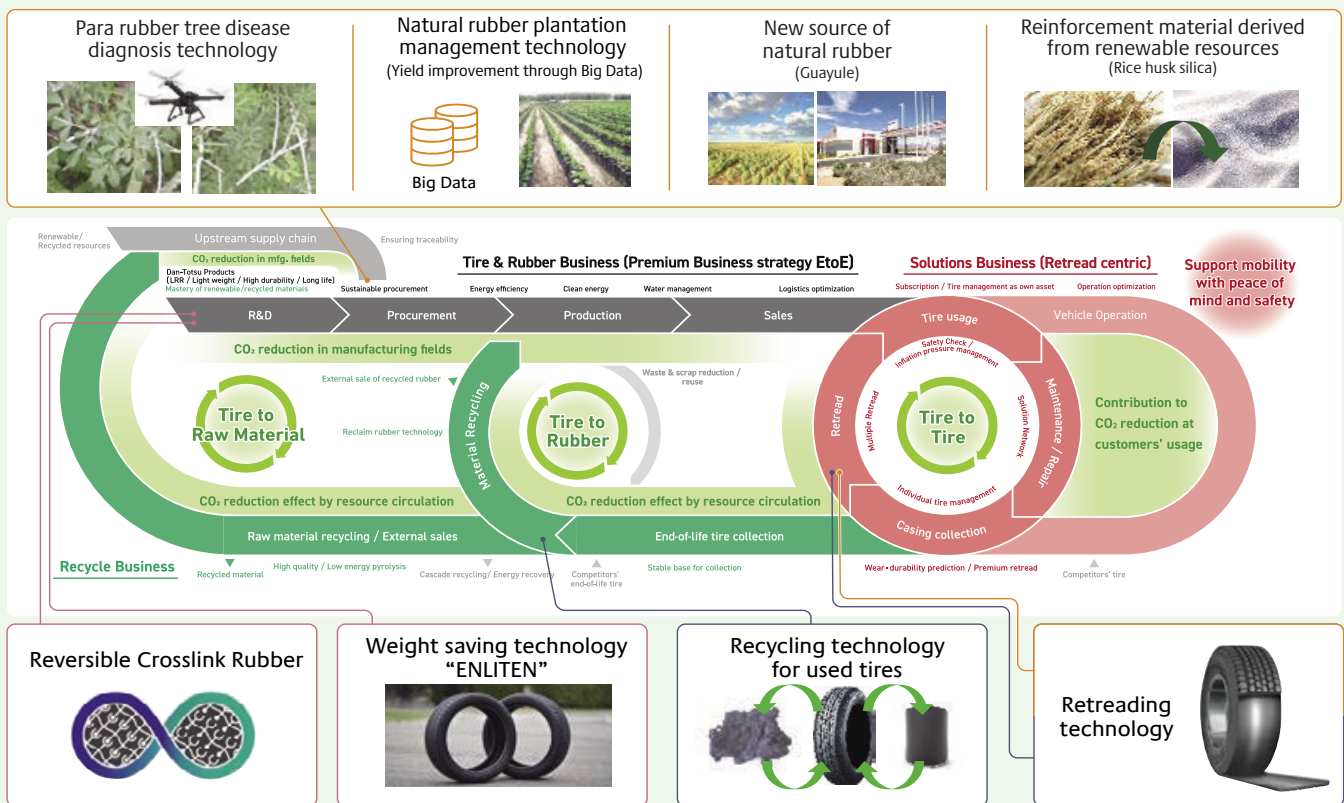 Para rubber tree disease
diagnosis technology
Natural rubber plantation
management technology
(Yield improvement through Big Data)
Big Data
New source of
natural rubber
(Guayule)
Reinforcement material derived
from renewable resources
(Rice husk silica)
Renewable/
Recycled resources
Upstream supply chain
Ensuring traceability
CO₂ reduction in mfg. fields
Dan-Totsu Products
(LRR / Light weight / High durability / Long life)
Mastery of renewable/recycled materials
Sustainable procurement
Tire & Rubber Business (Premium Business strategy EtoE)
Energy efficiency
Clean energy
Water management
Logistics optimization
Solutions Business (Retread centric)
Subscription / Tire management as own asset
Operation optimization
Support mobility
with peace of
mind and safety
R&D
Procurement
Production
Sales
Tire usage
Vehicle Operation
CO₂ reduction in manufacturing fields
External sale of recycled rubber
Reclaim rubber technology
Material Recycling
Waste & scrap reduction /
reuse
Tire to
Raw Material
Tire to
Rubber
Tire to
Tire
Safety Check /
Inflation pressure management
Retread
Multiple Retread
Solution Network
Maintenance / Repair
Individual tire management
Casing collection
Contribution to
CO₂ reduction at
customers' usage
CO₂ reduction effect by resource circulation
CO₂ reduction effect by resource circulation
Raw material recycling / External sales
End-of-life tire collection
Recycle Business
Recycled material
High quality / Low energy pyrolysis
Cascade recycling/ Energy recovery
Competitors'
end-of-life tire
Stable base for collection
Wear・durability prediction / Premium retread
Competitors' tire
Reversible Crosslink Rubber
Weight saving technology
“ENLITEN”
Recycling technology
for used tires
Retreading
technology